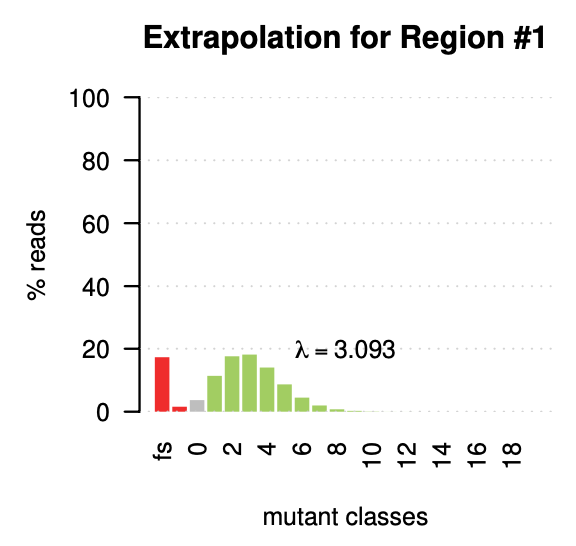 Extrapolation for Region #1
% reads
100
80
60
40
20
0
λ = 3.093
fs 0 2 4 6 8 10 12 14 16 18
mutant classes